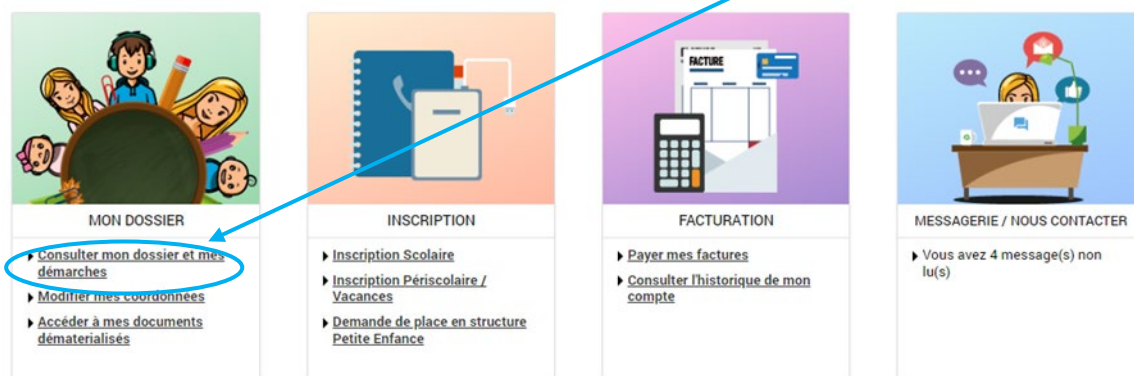 FACTURE
MON DOSSIER
Consulter mon dossier et mes
démarches
Modifier mes coordonnées
Accéder à mes documents
dématerialisés
INSCRIPTION
Inscription Scolaire
Inscription Périscolaire /
Vacances
Demande de place en structure
Petite Enfance
FACTURATION
Payer mes factures
Consulter l'historique de mon
compte
MESSAGERIE / NOUS CONTACTER
Vous avez 4 message(s) non
lu(s)